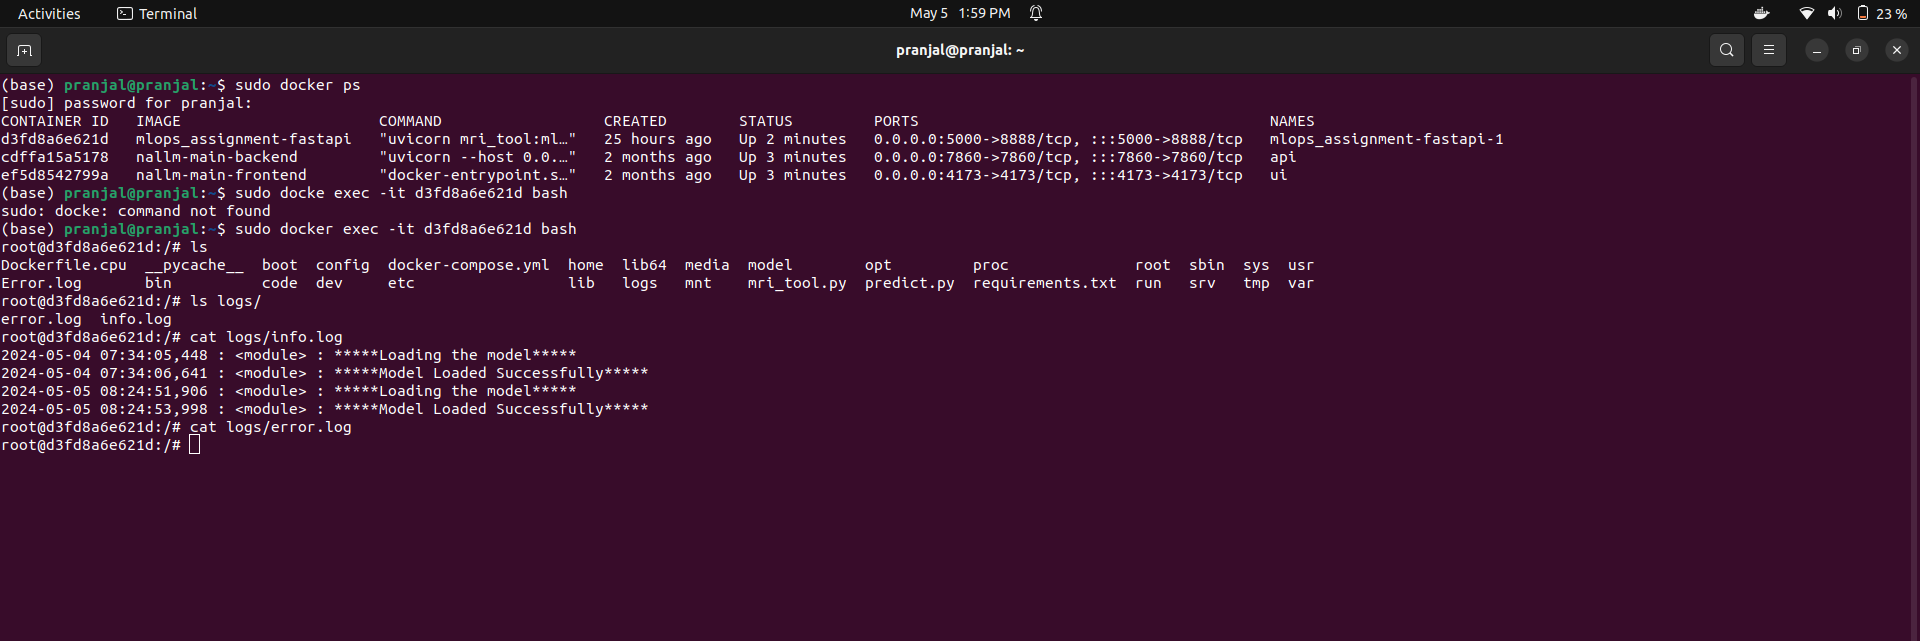 Activities Terminal May 5 1:59 PM 23 %
pranjal@pranjal: ~
(base) pranjal@pranjal:~$ sudo docker ps
[sudo] password for pranjal:
CONTAINER ID IMAGE COMMAND CREATED STATUS PORTS NAMES
d3fd8a6e621d mlops_assignment-fastapi "uvicorn mri_tool:ml…" 25 hours ago Up 2 minutes 0.0.0.0:5000->8888/tcp, :::5000->8888/tcp mlops_assignment-fastapi-1
cdffa15a5178 nallm-main-backend "uvicorn --host 0.0.…" 2 months ago Up 3 minutes 0.0.0.0:7860->7860/tcp, :::7860->7860/tcp api
ef5d8542799a nallm-main-frontend "docker-entrypoint.s…" 2 months ago Up 3 minutes 0.0.0.0:4173->4173/tcp, :::4173->4173/tcp ui
(base) pranjal@pranjal:~$ sudo docke exec -it d3fd8a6e621d bash
sudo: docke: command not found
(base) pranjal@pranjal:~$ sudo docker exec -it d3fd8a6e621d bash
root@d3fd8a6e621d:/# ls
Dockerfile.cpu __pycache__ boot config docker-compose.yml home lib64 media model opt proc root sbin sys usr
Error.log bin code dev etc lib logs mnt mri_tool.py predict.py requirements.txt run srv tmp var
root@d3fd8a6e621d:/# ls logs/
error.log info.log
root@d3fd8a6e621d:/# cat logs/info.log
2024-05-04 07:34:05,448 : <module> : *****Loading the model*****
2024-05-04 07:34:06,641 : <module> : *****Model Loaded Successfully*****
2024-05-05 08:24:51,906 : <module> : *****Loading the model*****
2024-05-05 08:24:53,998 : <module> : *****Model Loaded Successfully*****
root@d3fd8a6e621d:/# cat logs/error.log
root@d3fd8a6e621d:/#